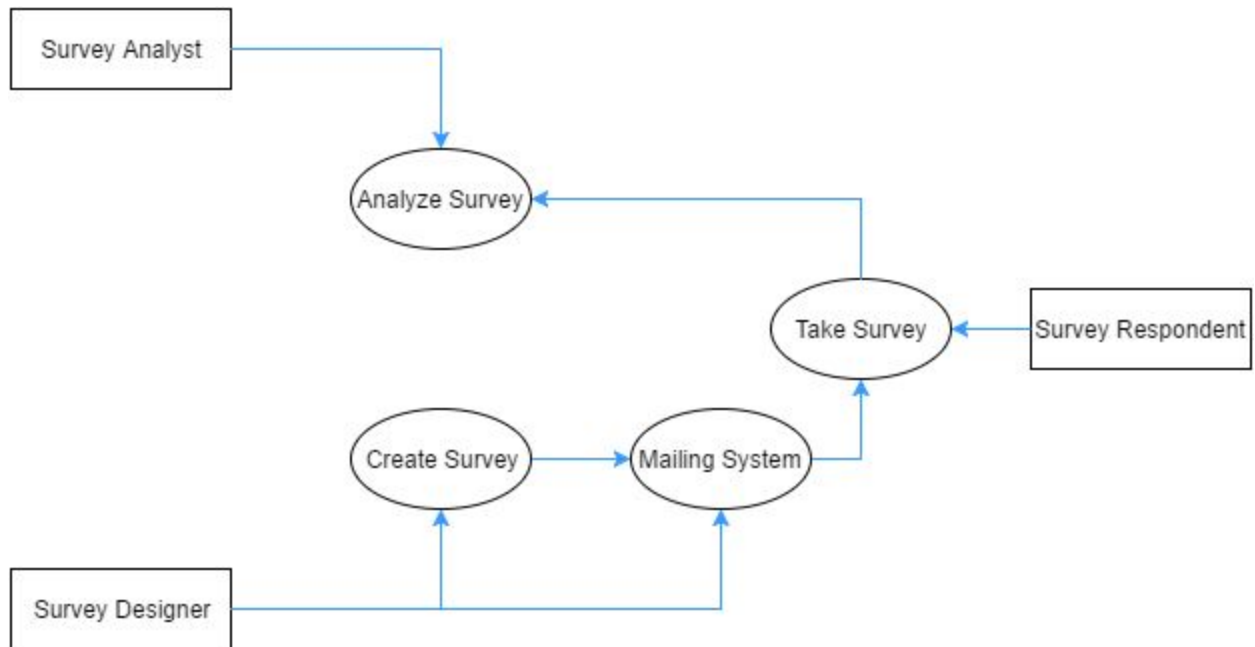 Survey Analyst
Analyze Survey
Take Survey
Survey Respondent
Create Survey
Mailing System
Survey Designer